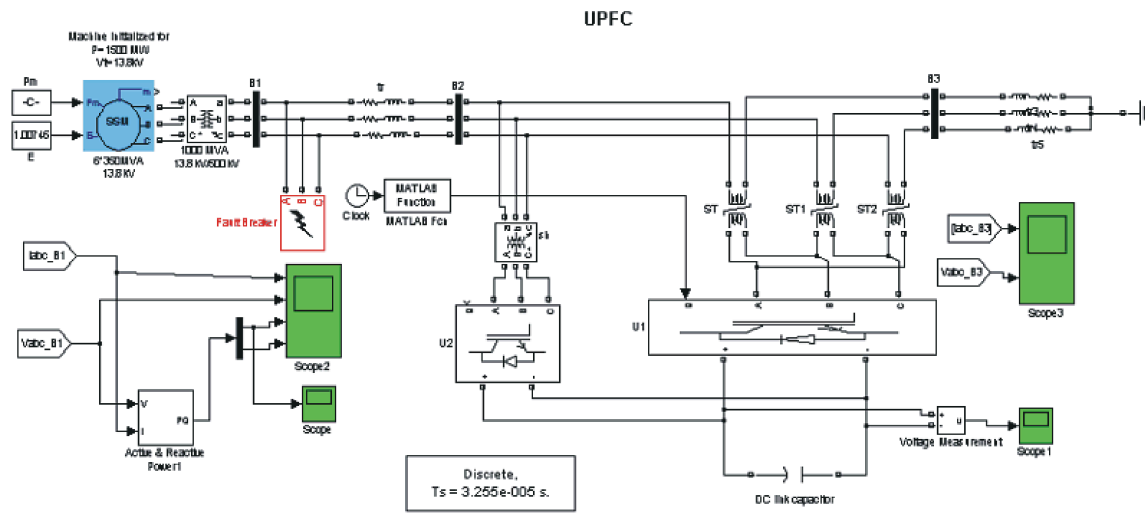 UPFC
Machine Initialized for
P= 1500 MW
Vt= 13.8kV
Pm
-C-
1.00745
E
Pm
E
m
A
B
C
SSM
6*350MVA
13.8 kV
A
B
C
a
b
c
1000 MVA
13.8 kV/500 kV
B1
tr
B2
B3
tr5
A
B
C
Fault Breaker
Clock
MATLAB
Function
MATLAB Fcn
sh
ST
ST1
ST2
Iabc_B1
Vabc_B1
Scope2
Scope
V
I
PQ
Active & Reactive
Power1
A
B
C
U2
+
-
g
A
B
C
U1
+
-
[Iabc_B3]
Vabc_B3
Scope3
+
-
v
Voltage Measurement
Scope1
DC link capacitor
Discrete,
Ts = 3.255e-005 s.